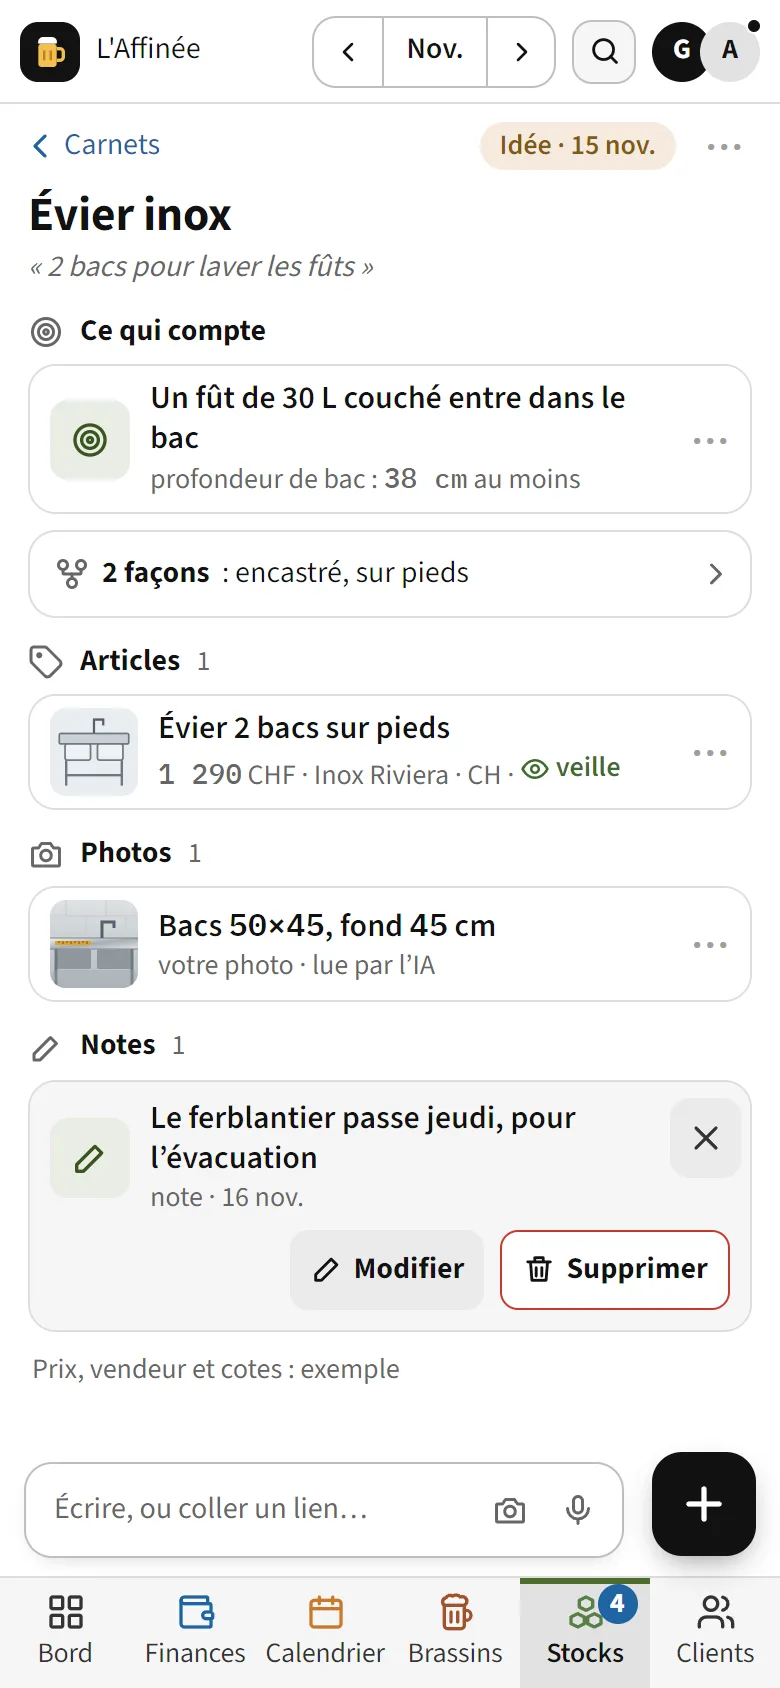 L'Affinée
Nov.
G
A
Carnets
Idée · 15 nov.
Évier inox
« 2 bacs pour laver les fûts »
Ce qui compte
Un fût de 30 L couché entre dans le
bac
profondeur de bac : 38 cm au moins
2 façons : encastré, sur pieds
Articles 1
Évier 2 bacs sur pieds
1 290 CHF · Inox Riviera · CH · veille
Photos 1
Bacs 50×45, fond 45 cm
votre photo · lue par l’IA
Notes 1
Le ferblantier passe jeudi, pour
l’évacuation
note · 16 nov.
Modifier
Supprimer
Prix, vendeur et cotes : exemple
Écrire, ou coller un lien…
4
Bord
Finances
Calendrier
Brassins
Stocks
Clients